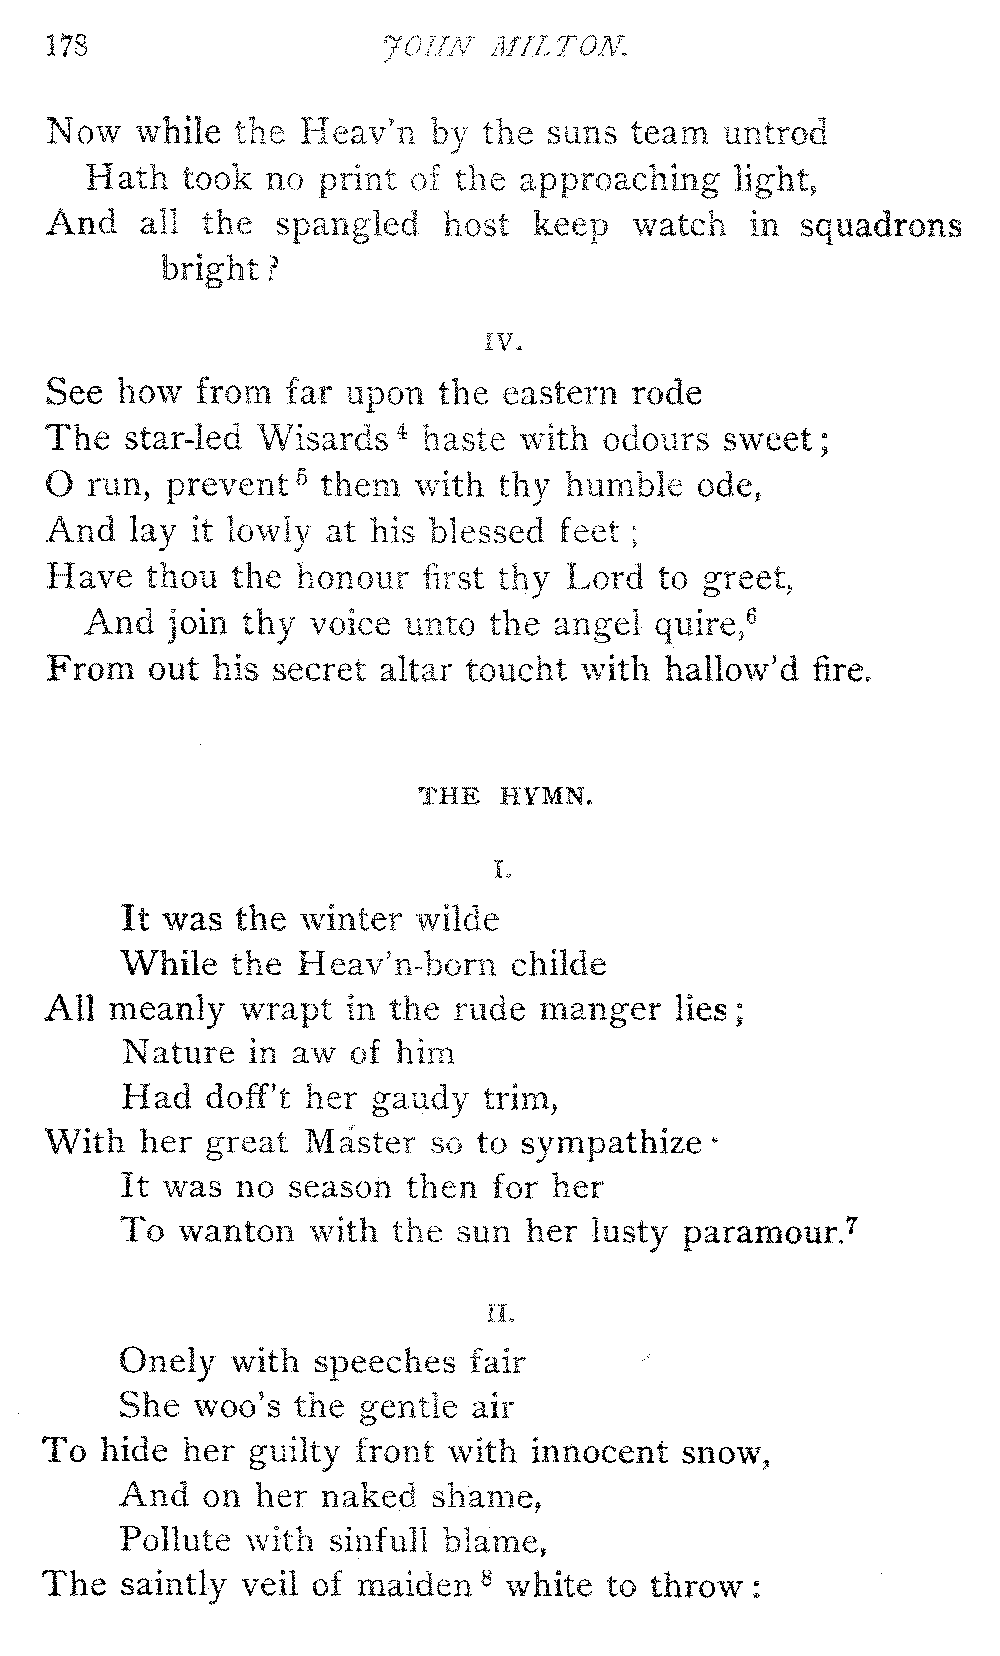 178 JOHN MILTON.
Now while the Heav'n by the suns team untrod
Hath took no print of the approaching light,
And all the spangled host keep watch in squadrons
bright?
IV.
See how from far upon the eastern rode
The star-led Wisards⁴ haste with odours sweet;
O run, prevent⁵ them with thy humble ode,
And lay it lowly at his blessed feet;
Have thou the honour first thy Lord to greet,
And join thy voice unto the angel quire,⁶
From out his secret altar toucht with hallow'd fire.
THE HYMN.
I.
It was the winter wilde
While the Heav'n-born childe
All meanly wrapt in the rude manger lies;
Nature in aw of him
Had doff't her gaudy trim,
With her great Master so to sympathize·
It was no season then for her
To wanton with the sun her lusty paramour.⁷
II.
Onely with speeches fair
She woo's the gentle air
To hide her guilty front with innocent snow,
And on her naked shame,
Pollute with sinfull blame,
The saintly veil of maiden⁸ white to throw: